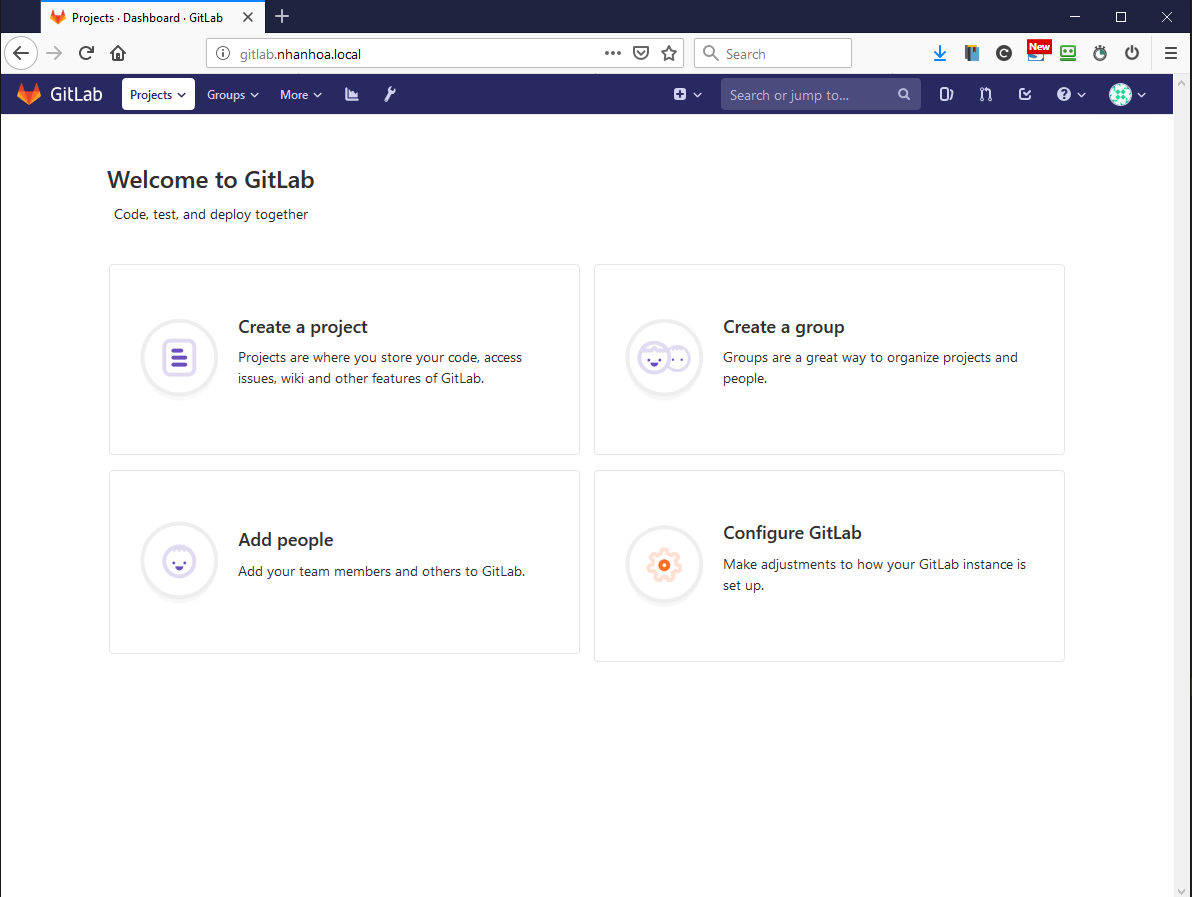 Projects · Dashboard · GitLab
gitlab.nhanhoa.local
Search
New
GitLab
Projects
Groups
More
Search or jump to...
Welcome to GitLab
Code, test, and deploy together
Create a project
Projects are where you store your code, access
issues, wiki and other features of GitLab.
Create a group
Groups are a great way to organize projects and
people.
Add people
Add your team members and others to GitLab.
Configure GitLab
Make adjustments to how your GitLab instance is
set up.